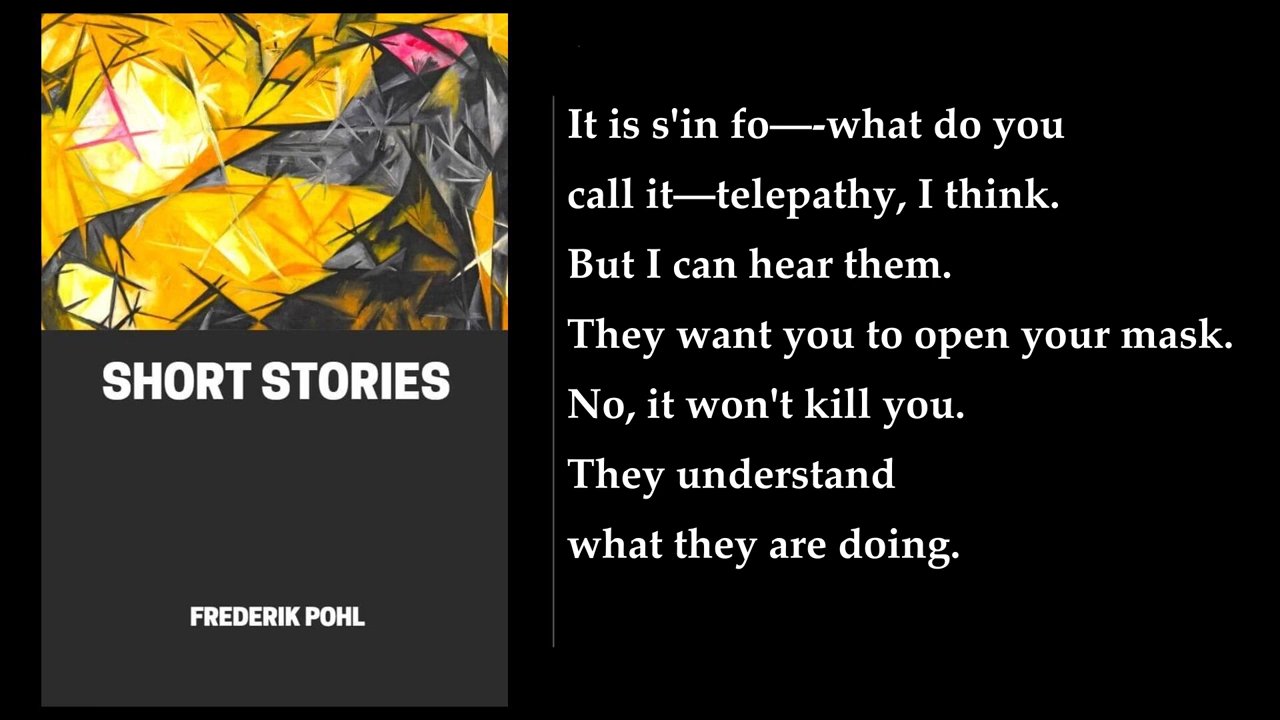 SHORT STORIES
FREDERIK POHL
It is s'in fo—-what do you
call it—telepathy, I think.
But I can hear them.
They want you to open your mask.
No, it won't kill you.
They understand
what they are doing.